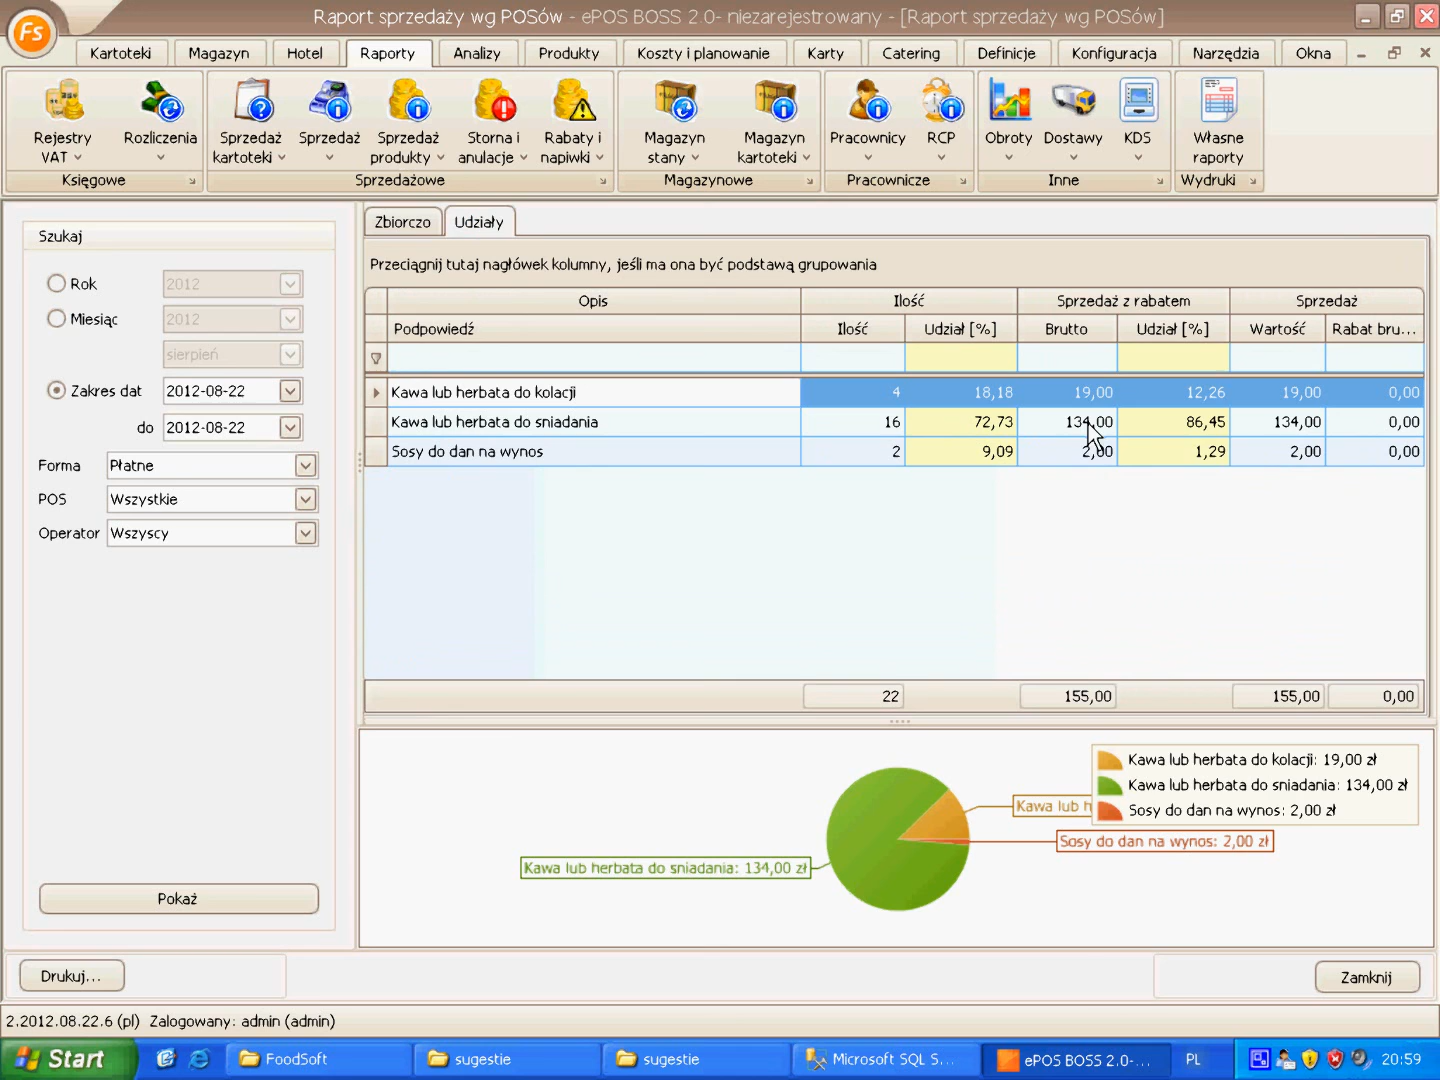 Raport sprzedaży wg POSów - ePOS BOSS 2.0- niezarejestrowany - [Raport sprzedaży wg POSów]
Fs
Kartoteki Magazyn Hotel Raporty Analizy Produkty Koszty i planowanie Karty Catering Definicje Konfiguracja Narzędzia Okna
Rejestry VAT
Rozliczenia
Sprzedaż kartoteki
Sprzedaż
Sprzedaż produkty
Storna i anulacje
Rabaty i napiwki
Magazyn stany
Magazyn kartoteki
Pracownicy
RCP
Obroty
Dostawy
KDS
Własne raporty
Księgowe Sprzedażowe Magazynowe Pracownicze Inne Wydruki
Szukaj
Rok 2012
Miesiąc 2012
sierpień
Zakres dat 2012-08-22
do 2012-08-22
Forma Płatne
POS Wszystkie
Operator Wszyscy
Pokaż
Zbiorczo Udziały
Przeciągnij tutaj nagłówek kolumny, jeśli ma ona być podstawą grupowania
Opis Ilość Sprzedaż z rabatem Sprzedaż
Podpowiedź Ilość Udział [%] Brutto Udział [%] Wartość Rabat bru...
Kawa lub herbata do kolacji 4 18,18 19,00 12,26 19,00 0,00
Kawa lub herbata do sniadania 16 72,73 134,00 86,45 134,00 0,00
Sosy do dan na wynos 2 9,09 2,00 1,29 2,00 0,00
22 155,00 155,00 0,00
Kawa lub herbata do kolacji: 19,00 zł
Kawa lub herbata do sniadania: 134,00 zł
Sosy do dan na wynos: 2,00 zł
Kawa lub h
Sosy do dan na wynos: 2,00 zł
Kawa lub herbata do sniadania: 134,00 zł
Drukuj... Zamknij
2.2012.08.22.6 (pl) Zalogowany: admin (admin)
Start FoodSoft sugestie sugestie Microsoft SQL S... ePOS BOSS 2.0-... PL 20:59